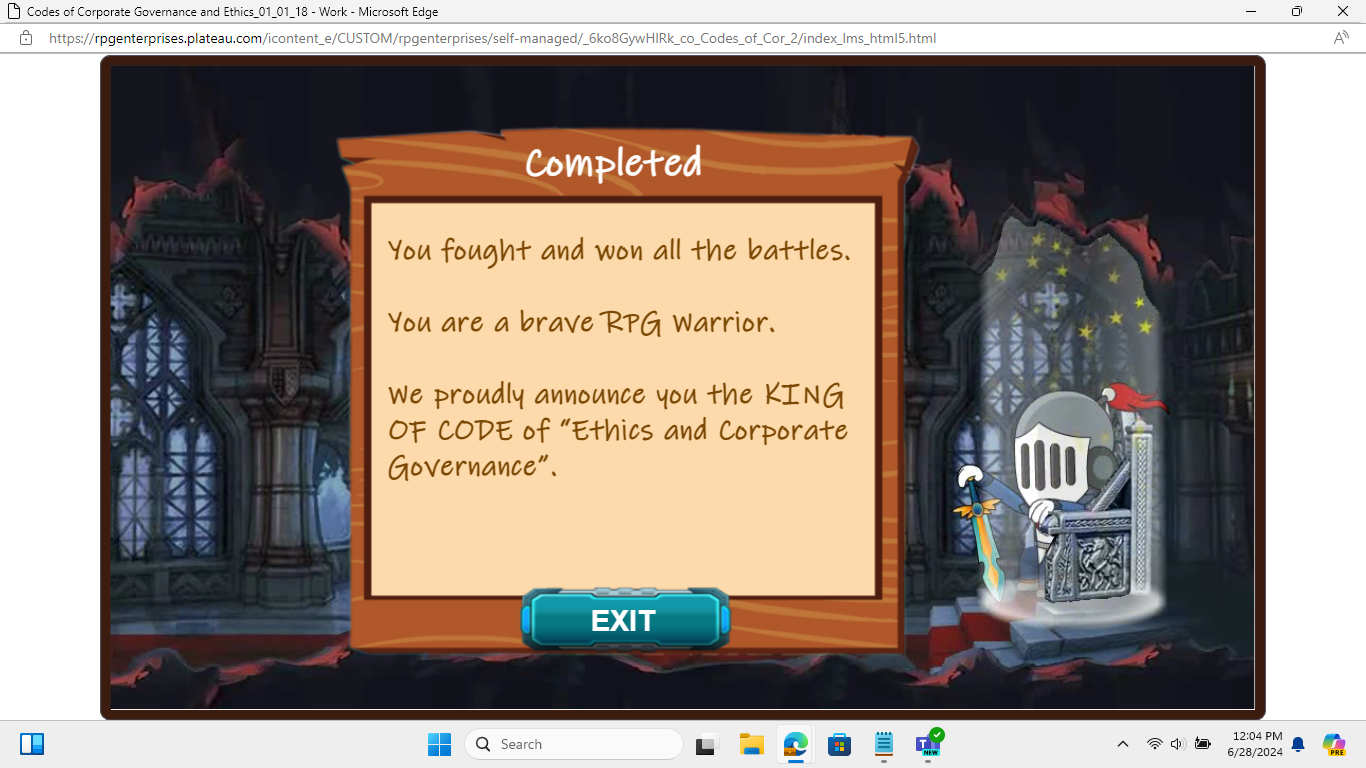 Codes of Corporate Governance and Ethics_01_01_18 - Work - Microsoft Edge
https://rpgenterprises.plateau.com/icontent_e/CUSTOM/rpgenterprises/self-managed/_6ko8GywHIRk_co_Codes_of_Cor_2/index_lms_html5.html
Completed
You fought and won all the battles.
You are a brave RPG Warrior.
We proudly announce you the KING
OF CODE of “Ethics and Corporate
Governance”.
EXIT
Search
NEW
12:04 PM
6/28/2024
PRE